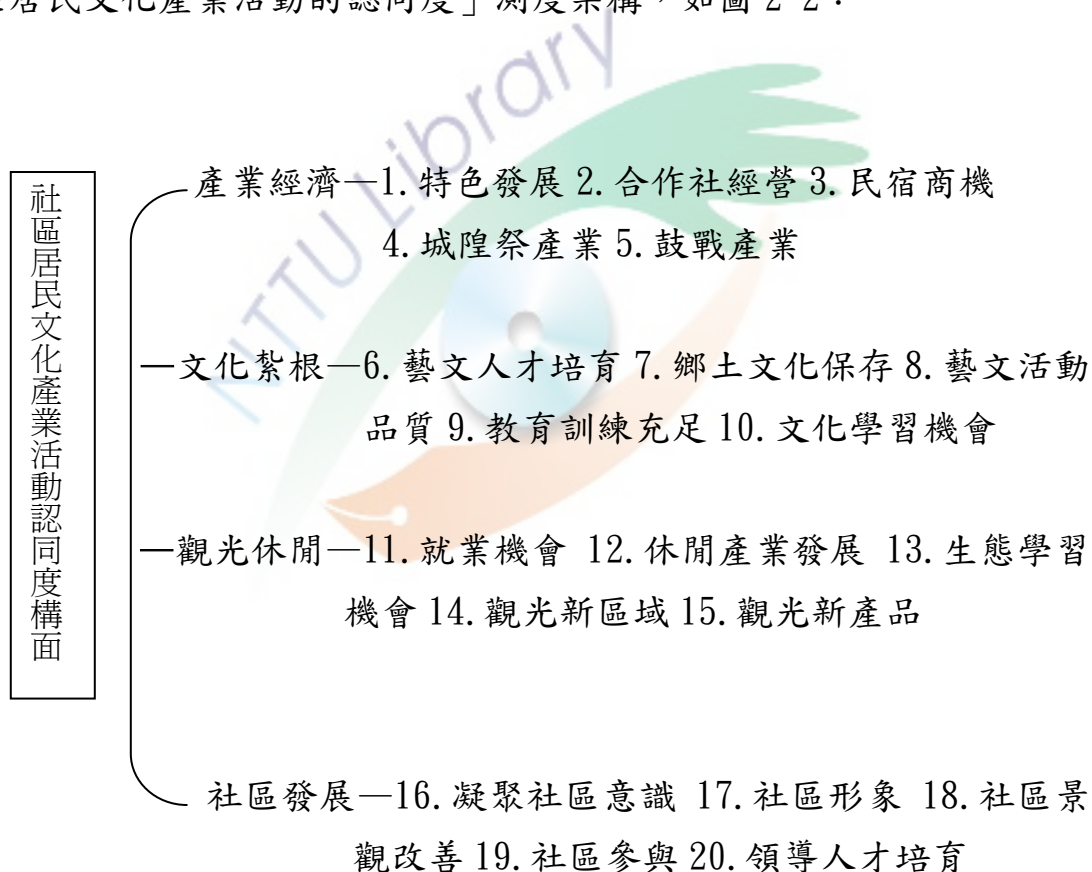 居民文化產業活動的認同度」測度架構，如圖 2-2：
NTTU Library
社區居民文化產業活動認同度構面
產業經濟—1.特色發展 2.合作社經營 3.民宿商機
4.城隍祭產業 5.鼓戰產業
文化紮根—6.藝文人才培育 7.鄉土文化保存 8.藝文活動
品質 9.教育訓練充足 10.文化學習機會
觀光休閒—11.就業機會 12.休閒產業發展 13.生態學習
機會 14.觀光新區域 15.觀光新產品
社區發展—16.凝聚社區意識 17.社區形象 18.社區景
觀改善 19.社區參與 20.領導人才培育